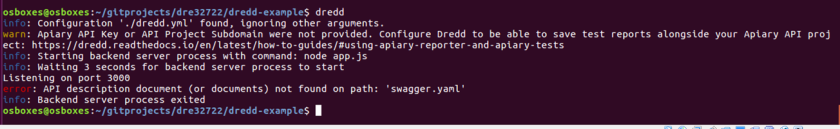 osboxes@osboxes:~/gitprojects/dre32722/dredd-example$ dredd
info: Configuration './dredd.yml' found, ignoring other arguments.
warn: Apiary API Key or API Project Subdomain were not provided. Configure Dredd to be able to save test reports alongside your Apiary API proj
ect: https://dredd.readthedocs.io/en/latest/how-to-guides/#using-apiary-reporter-and-apiary-tests
info: Starting backend server process with command: node app.js
info: Waiting 3 seconds for backend server process to start
Listening on port 3000
error: API description document (or documents) not found on path: 'swagger.yaml'
info: Backend server process exited
osboxes@osboxes:~/gitprojects/dre32722/dredd-example$